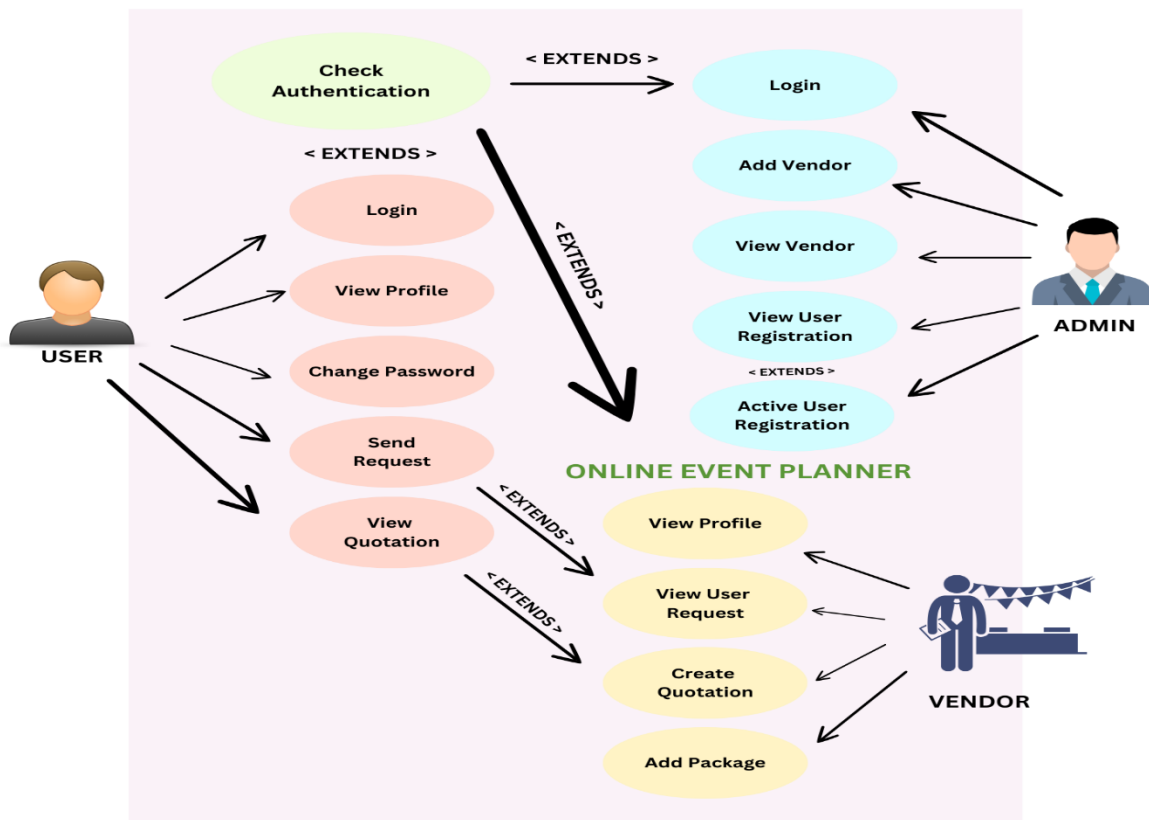 Check
Authentication
< EXTENDS >
Login
Add Vendor
View Vendor
View User
Registration
< EXTENDS >
Active User
Registration
ADMIN
< EXTENDS >
Login
View Profile
Change Password
Send
Request
View
Quotation
USER
< EXTENDS >
ONLINE EVENT PLANNER
< EXTENDS >
< EXTENDS >
View Profile
View User
Request
Create
Quotation
Add Package
VENDOR